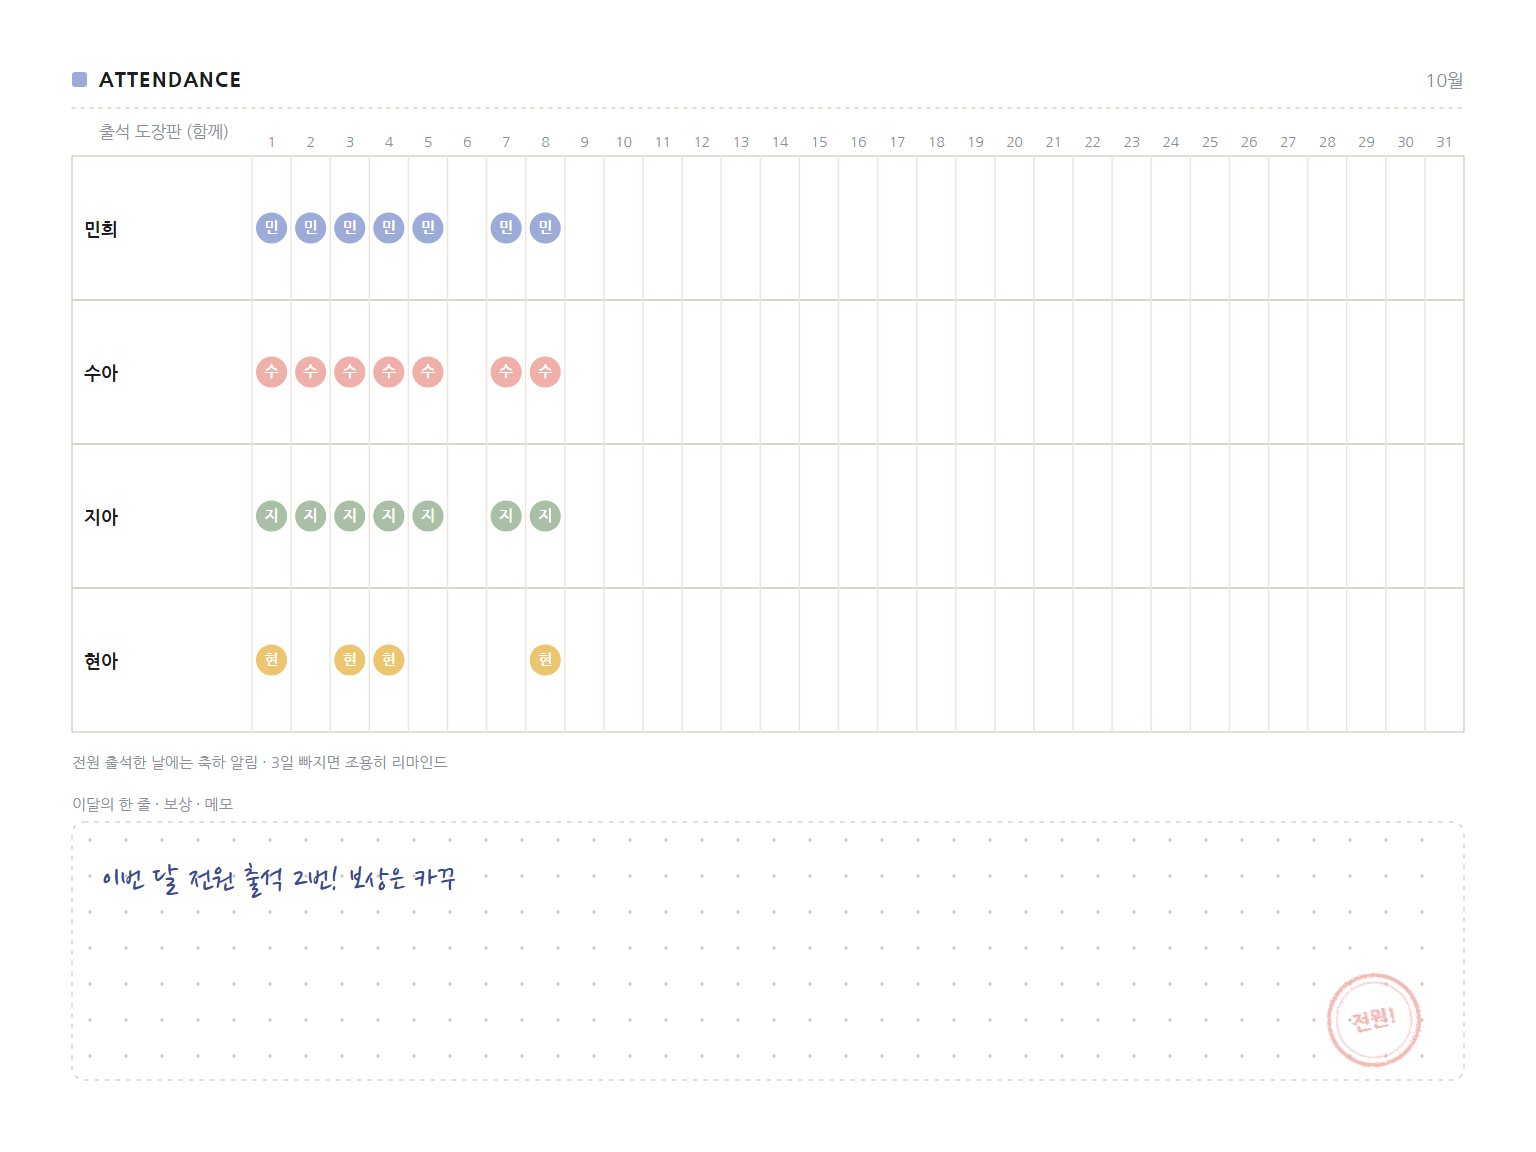 ATTENDANCE 10월
출석 도장판 (함께) 1 2 3 4 5 6 7 8 9 10 11 12 13 14 15 16 17 18 19 20 21 22 23 24 25 26 27 28 29 30 31
민희 민 민 민 민 민 민 민
수아 수 수 수 수 수 수 수
지아 지 지 지 지 지 지 지
현아 현 현 현 현
전원 출석한 날에는 축하 알림 · 3일 빠지면 조용히 리마인드
이달의 한 줄 · 보상 · 메모
이번 달 전원 출석 2번! 보상은 카꾸
전원!